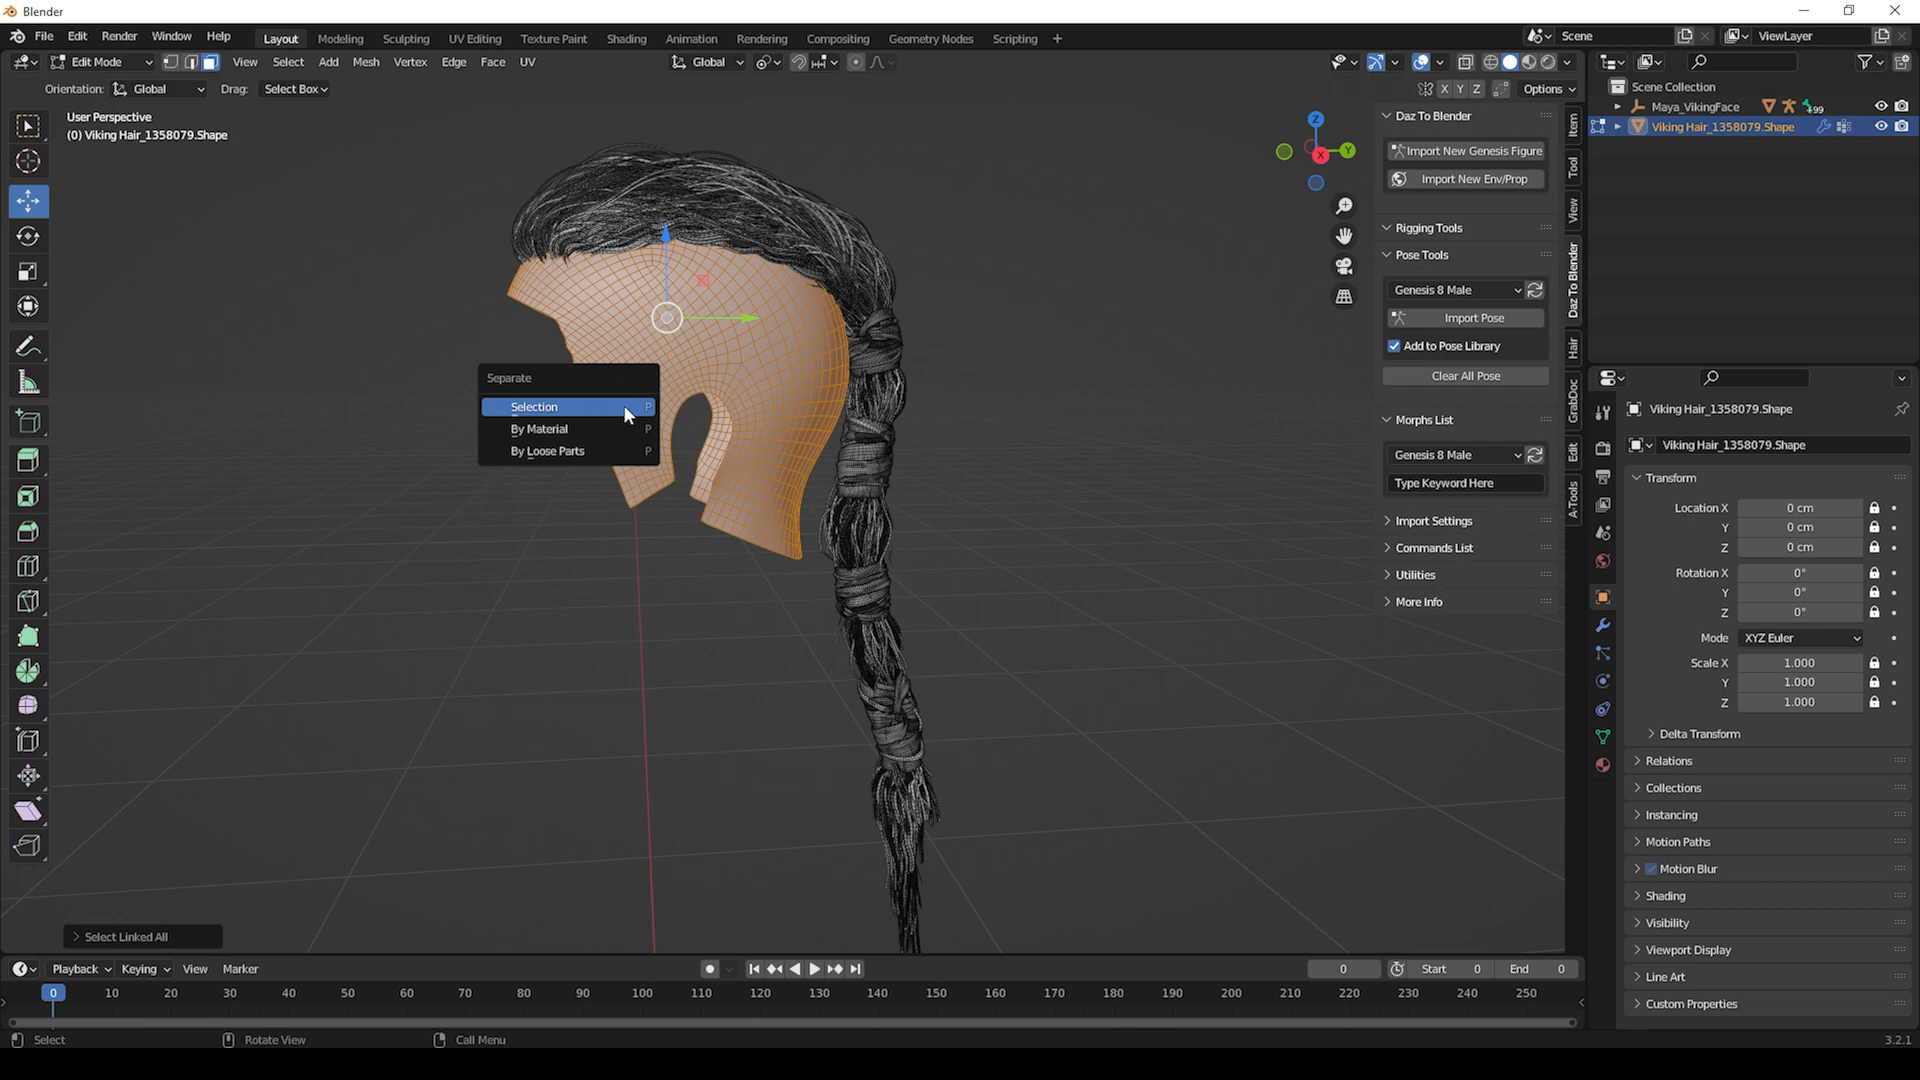 Blender
File Edit Render Window Help
Layout Modeling Sculpting UV Editing Texture Paint Shading Animation Rendering Compositing Geometry Nodes Scripting +
Scene
ViewLayer
Edit Mode
View Select Add Mesh Vertex Edge Face UV
Global
Orientation: Global Drag: Select Box
X Y Z Options
User Perspective
(0) Viking Hair_1358079.Shape
Z
Y
X
Separate
Selection P
By Material P
By Loose Parts P
Select Linked All
Daz To Blender
Import New Genesis Figure
Import New Env/Prop
Rigging Tools
Pose Tools
Genesis 8 Male
Import Pose
Add to Pose Library
Clear All Pose
Morphs List
Genesis 8 Male
Type Keyword Here
Import Settings
Commands List
Utilities
More Info
Item
Tool
View
Daz To Blender
Hair
GrabDoc
Edit
A-Tools
Scene Collection
Maya_VikingFace 99
Viking Hair_1358079.Shape
Viking Hair_1358079.Shape
Viking Hair_1358079.Shape
Transform
Location X 0 cm
Y 0 cm
Z 0 cm
Rotation X 0°
Y 0°
Z 0°
Mode XYZ Euler
Scale X 1.000
Y 1.000
Z 1.000
Delta Transform
Relations
Collections
Instancing
Motion Paths
Motion Blur
Shading
Visibility
Viewport Display
Line Art
Custom Properties
Playback Keying View Marker
0 Start 0 End 0
0 10 20 30 40 50 60 70 80 90 100 110 120 130 140 150 160 170 180 190 200 210 220 230 240 250
Select Rotate View Call Menu
3.2.1